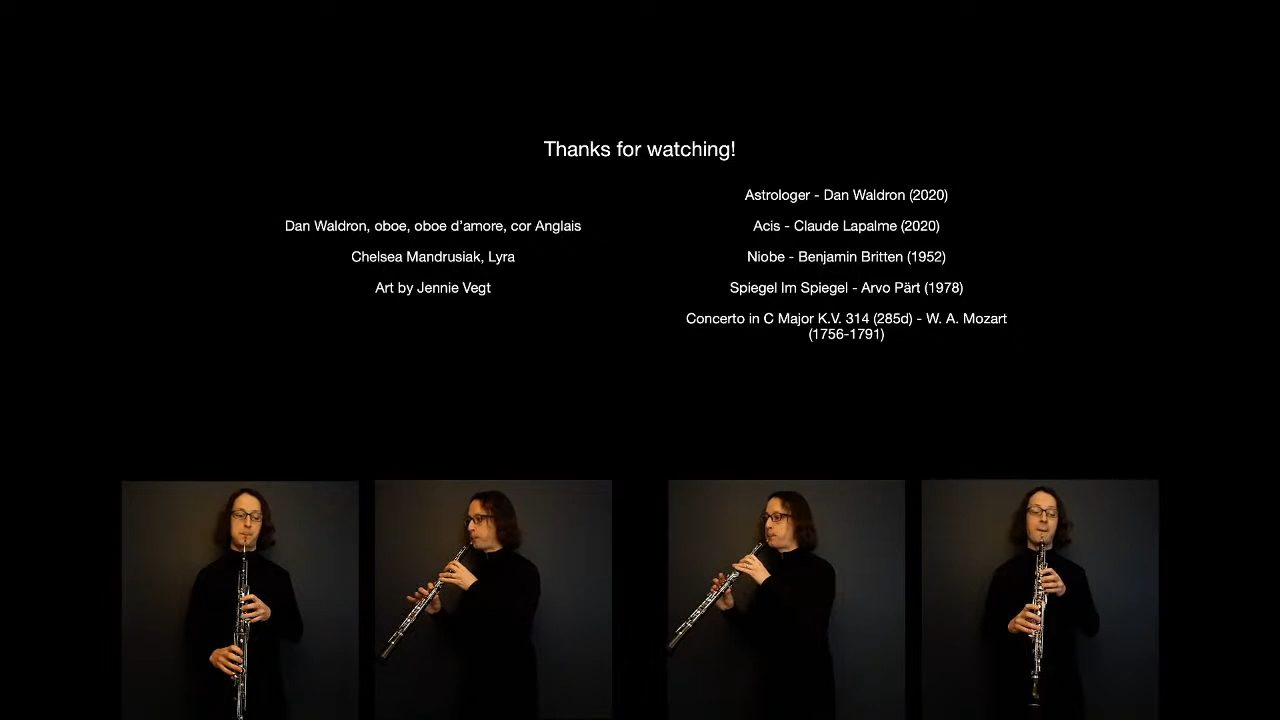 Thanks for watching!
Dan Waldron, oboe, oboe d’amore, cor Anglais
Chelsea Mandrusiak, Lyra
Art by Jennie Vegt
Astrologer - Dan Waldron (2020)
Acis - Claude Lapalme (2020)
Niobe - Benjamin Britten (1952)
Spiegel Im Spiegel - Arvo Pärt (1978)
Concerto in C Major K.V. 314 (285d) - W. A. Mozart
(1756-1791)